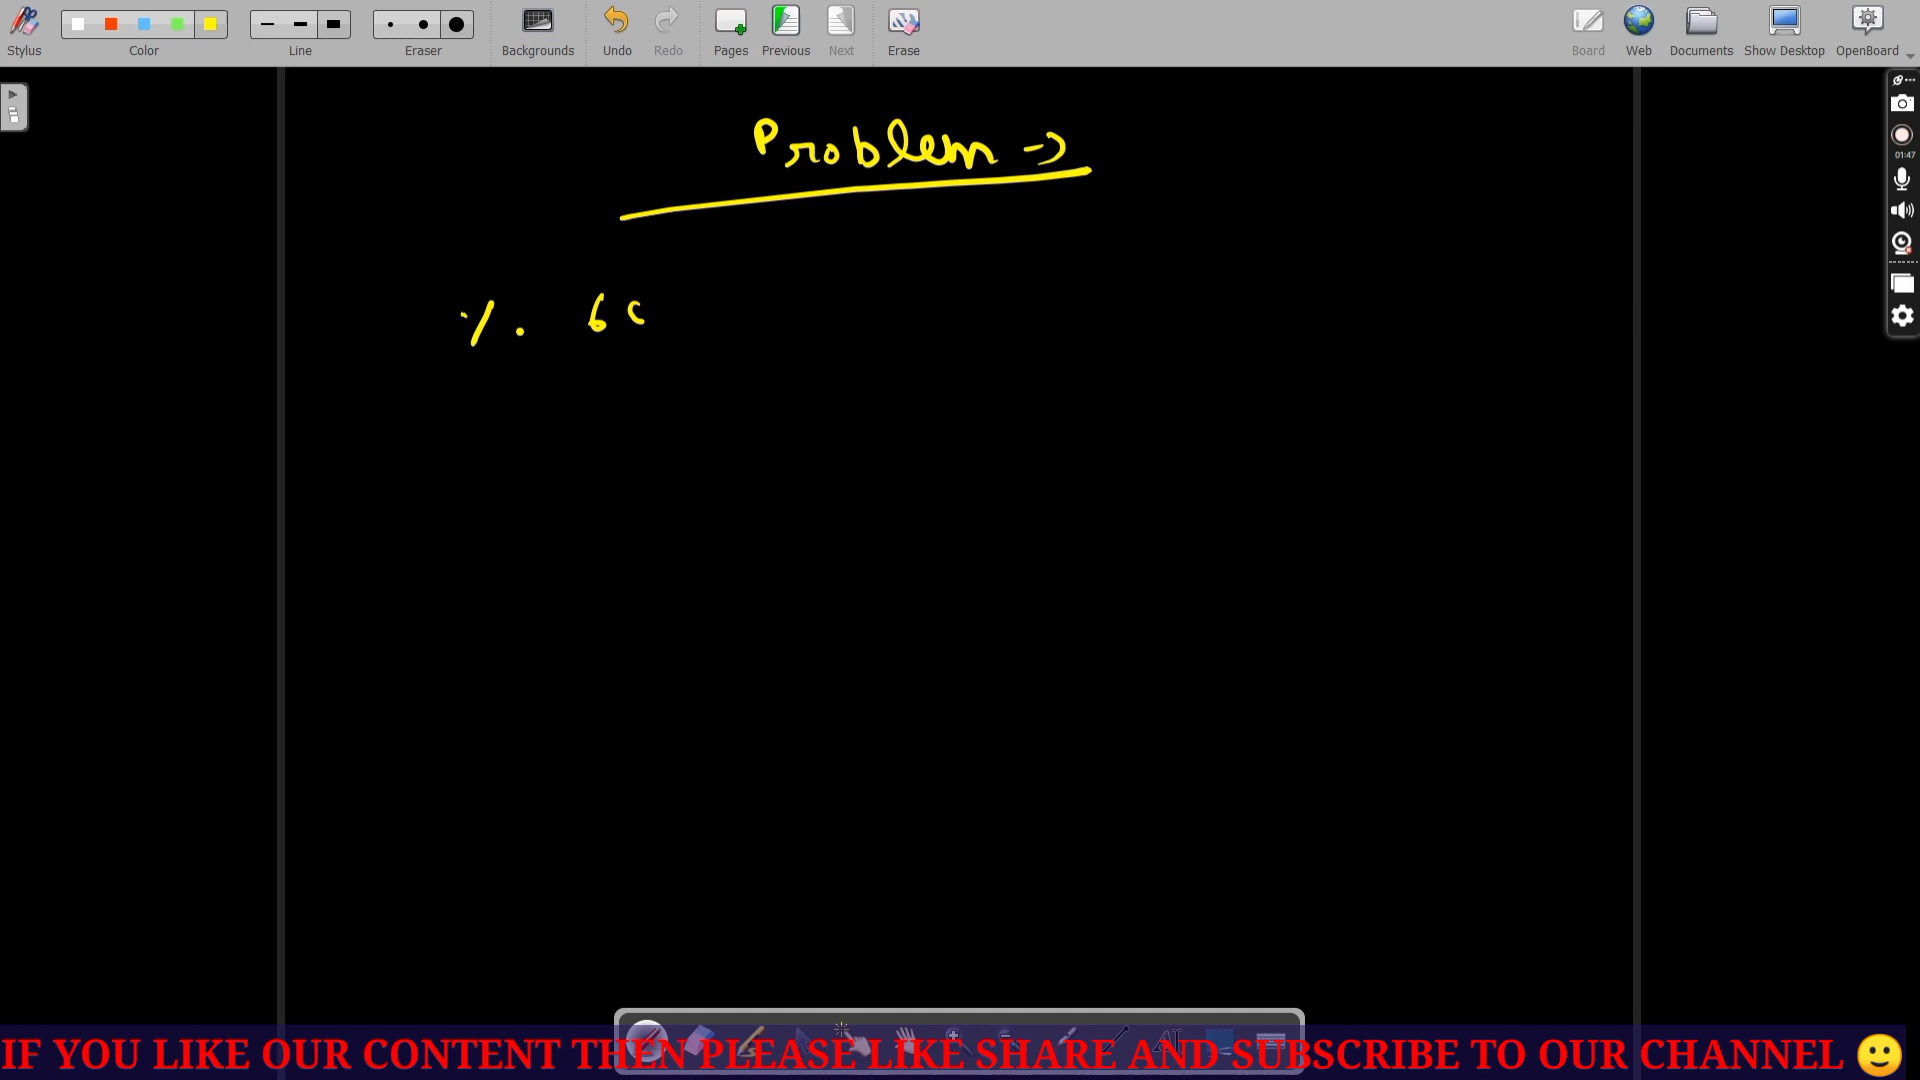 Stylus Color Line Eraser Backgrounds Undo Redo Pages Previous Next Erase Board Web Documents Show Desktop OpenBoard
01:47
Problem →
%. 6
IF YOU LIKE OUR CONTENT THEN PLEASE LIKE SHARE AND SUBSCRIBE TO OUR CHANNEL 🙂